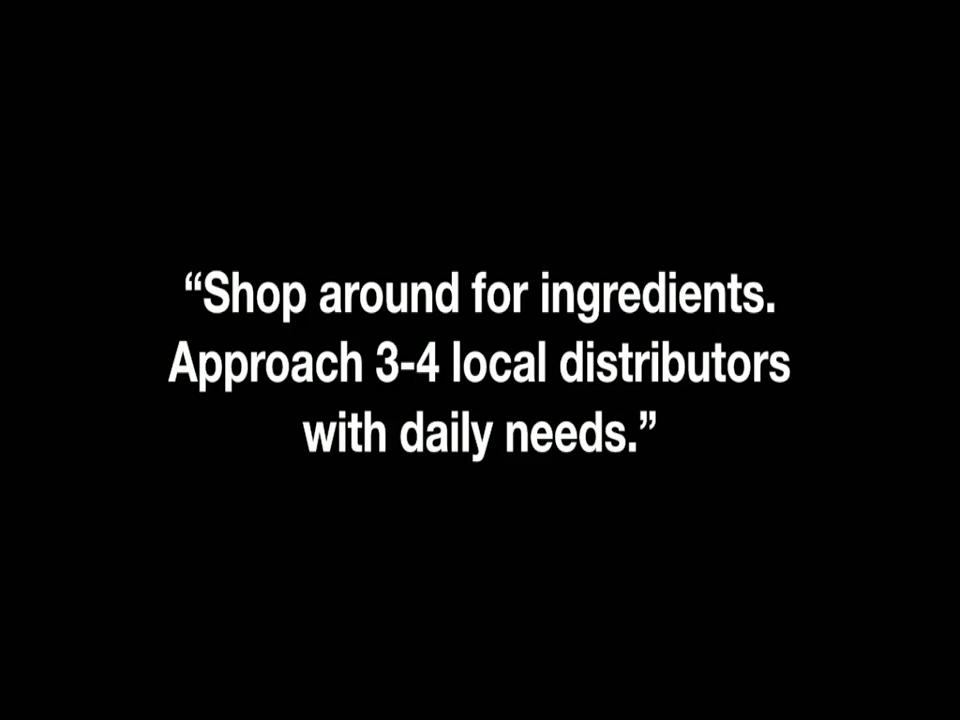 “Shop around for ingredients.
Approach 3-4 local distributors
with daily needs.”